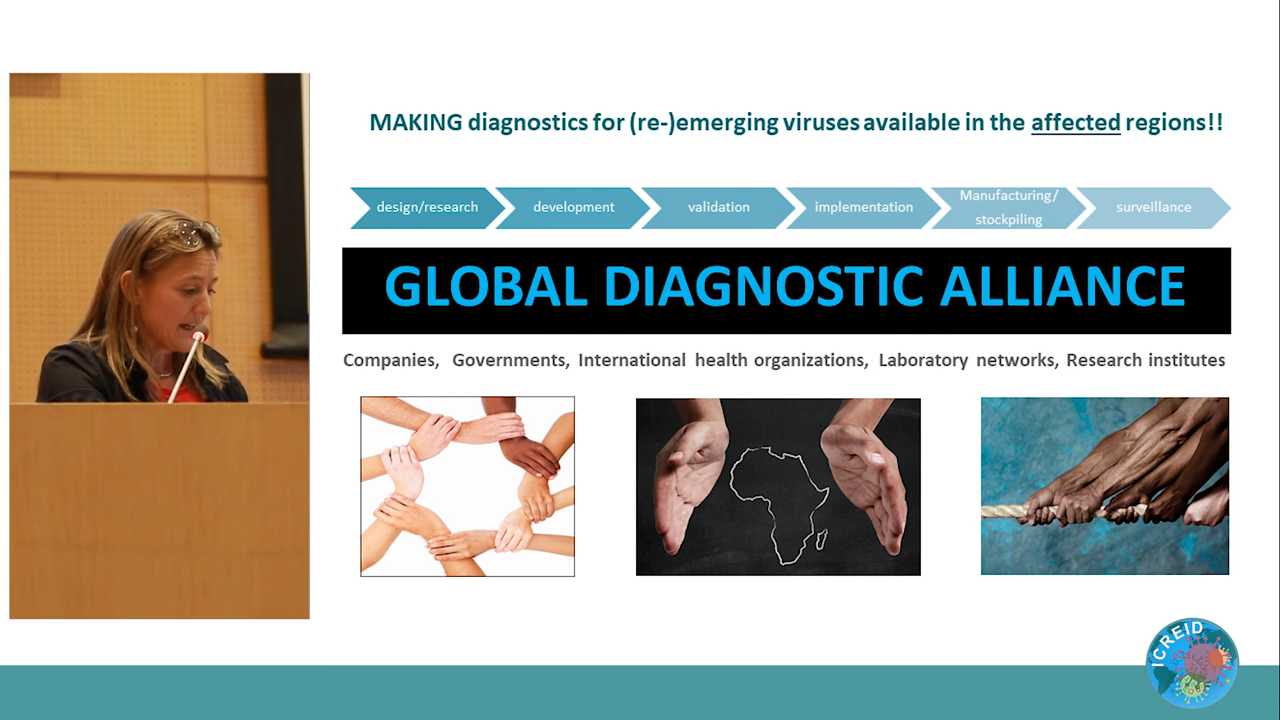 MAKING diagnostics for (re-)emerging viruses available in the affected regions!!
design/research
development
validation
implementation
Manufacturing/
stockpiling
surveillance
GLOBAL DIAGNOSTIC ALLIANCE
Companies, Governments, International health organizations, Laboratory networks, Research institutes
ICREID